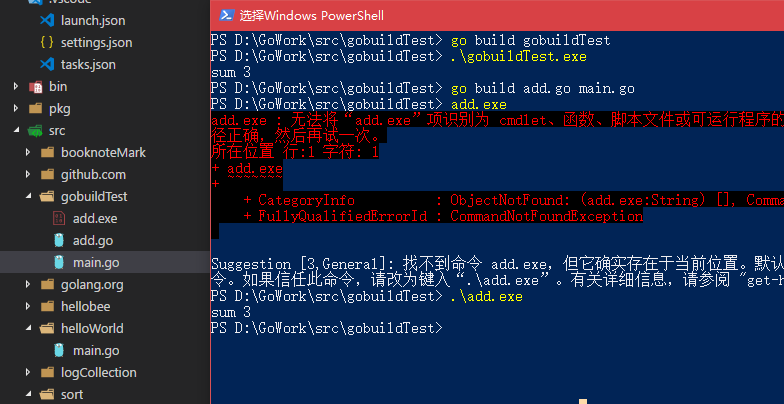 .vscode
launch.json
settings.json
tasks.json
bin
pkg
src
booknoteMark
github.com
gobuildTest
add.exe
add.go
main.go
golang.org
hellobee
helloWorld
main.go
logCollection
sort
选择Windows PowerShell
PS D:\GoWork\src\gobuildTest> go build gobuildTest
PS D:\GoWork\src\gobuildTest> .\gobuildTest.exe
sum 3
PS D:\GoWork\src\gobuildTest> go build add.go main.go
PS D:\GoWork\src\gobuildTest> add.exe
add.exe : 无法将“add.exe”项识别为 cmdlet、函数、脚本文件或可运行程序的
径正确，然后再试一次。
所在位置 行:1 字符: 1
+ add.exe
+ ~~~~~~~
+ CategoryInfo : ObjectNotFound: (add.exe:String) [], Comma
+ FullyQualifiedErrorId : CommandNotFoundException
Suggestion [3,General]: 找不到命令 add.exe，但它确实存在于当前位置。默认
令。如果信任此命令，请改为键入“.\add.exe”。有关详细信息，请参阅 "get-h
PS D:\GoWork\src\gobuildTest> .\add.exe
sum 3
PS D:\GoWork\src\gobuildTest>